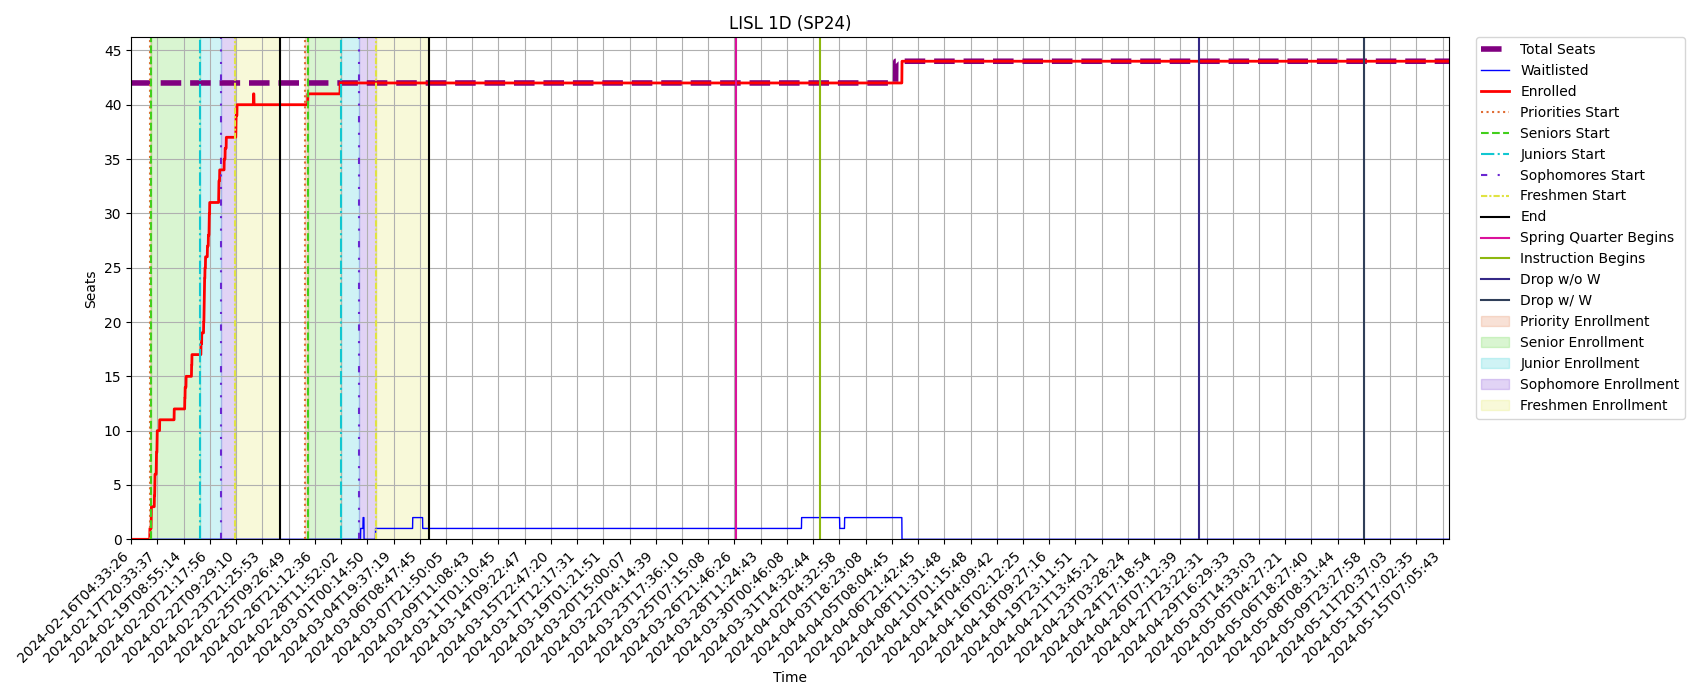 LISL 1D (SP24)
Seats
45
40
35
30
25
20
15
10
5
0
2024-02-16T04:33:26
2024-02-17T20:33:37
2024-02-19T08:55:14
2024-02-20T21:17:56
2024-02-22T09:29:10
2024-02-23T21:25:53
2024-02-25T09:26:49
2024-02-26T21:12:36
2024-02-28T11:52:02
2024-03-01T00:14:50
2024-03-04T19:37:19
2024-03-06T08:47:45
2024-03-07T21:50:05
2024-03-11T01:08:43
2024-03-11T10:10:45
2024-03-14T09:22:47
2024-03-15T22:47:20
2024-03-17T12:17:31
2024-03-19T01:21:51
2024-03-20T15:00:07
2024-03-22T04:14:39
2024-03-23T17:36:10
2024-03-25T07:15:08
2024-03-26T21:46:26
2024-03-28T11:24:43
2024-03-30T00:46:08
2024-03-31T14:32:44
2024-04-02T04:32:58
2024-04-03T18:23:08
2024-04-05T08:04:45
2024-04-06T21:42:45
2024-04-08T11:31:48
2024-04-10T01:15:48
2024-04-14T04:09:42
2024-04-16T02:12:25
2024-04-18T09:27:16
2024-04-19T23:11:51
2024-04-21T13:45:21
2024-04-23T03:28:24
2024-04-24T17:18:54
2024-04-26T07:12:39
2024-04-27T23:22:31
2024-04-29T16:29:33
2024-05-03T14:33:03
2024-05-05T04:27:21
2024-05-06T18:27:40
2024-05-08T08:31:44
2024-05-09T23:27:58
2024-05-11T20:37:03
2024-05-13T17:02:35
2024-05-15T07:05:43
Time
Total Seats
Waitlisted
Enrolled
Priorities Start
Seniors Start
Juniors Start
Sophomores Start
Freshmen Start
End
Spring Quarter Begins
Instruction Begins
Drop w/o W
Drop w/ W
Priority Enrollment
Senior Enrollment
Junior Enrollment
Sophomore Enrollment
Freshmen Enrollment